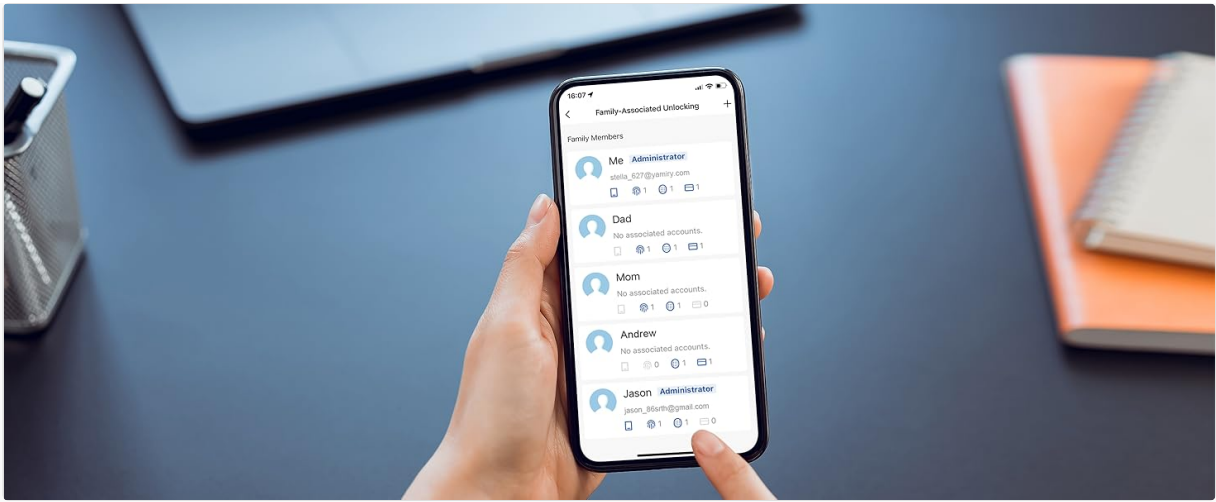 16:07
Family-Associated Unlocking
Family Members
Me Administrator
stella_627@yamiry.com
1 1 1
Dad
No associated accounts.
1 1 1
Mom
No associated accounts.
1 1 0
Andrew
No associated accounts.
0 1 1
Jason Administrator
jason_86srth@gmail.com
1 1 0